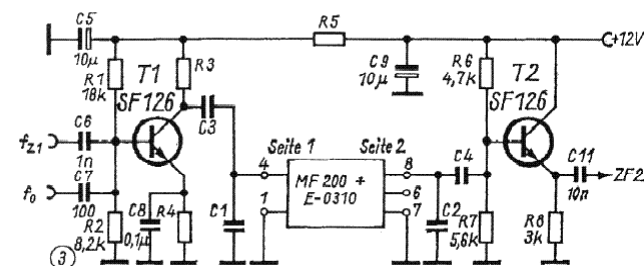 C5
10µ
R5
+12V
R1
18k
R3
T1
SF126
C9
10µ
R6
4,7k
T2
SF126
C6
1n
fZ1
C3
Seite 1
Seite 2
4
8
C4
C11
10n
ZF2
C7
100
f0
MF200 +
E-0310
6
1
7
R2
8,2k
C8
0,1µ
R4
C1
C2
R7
5,6k
R8
3k
3